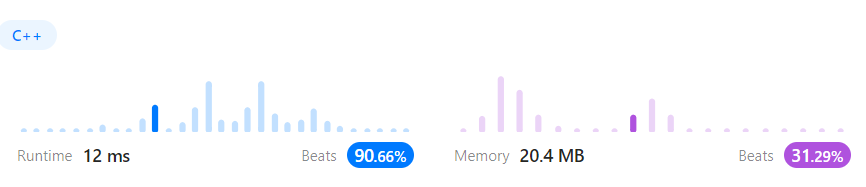 C++
Runtime 12 ms Beats 90.66% Memory 20.4 MB Beats 31.29%